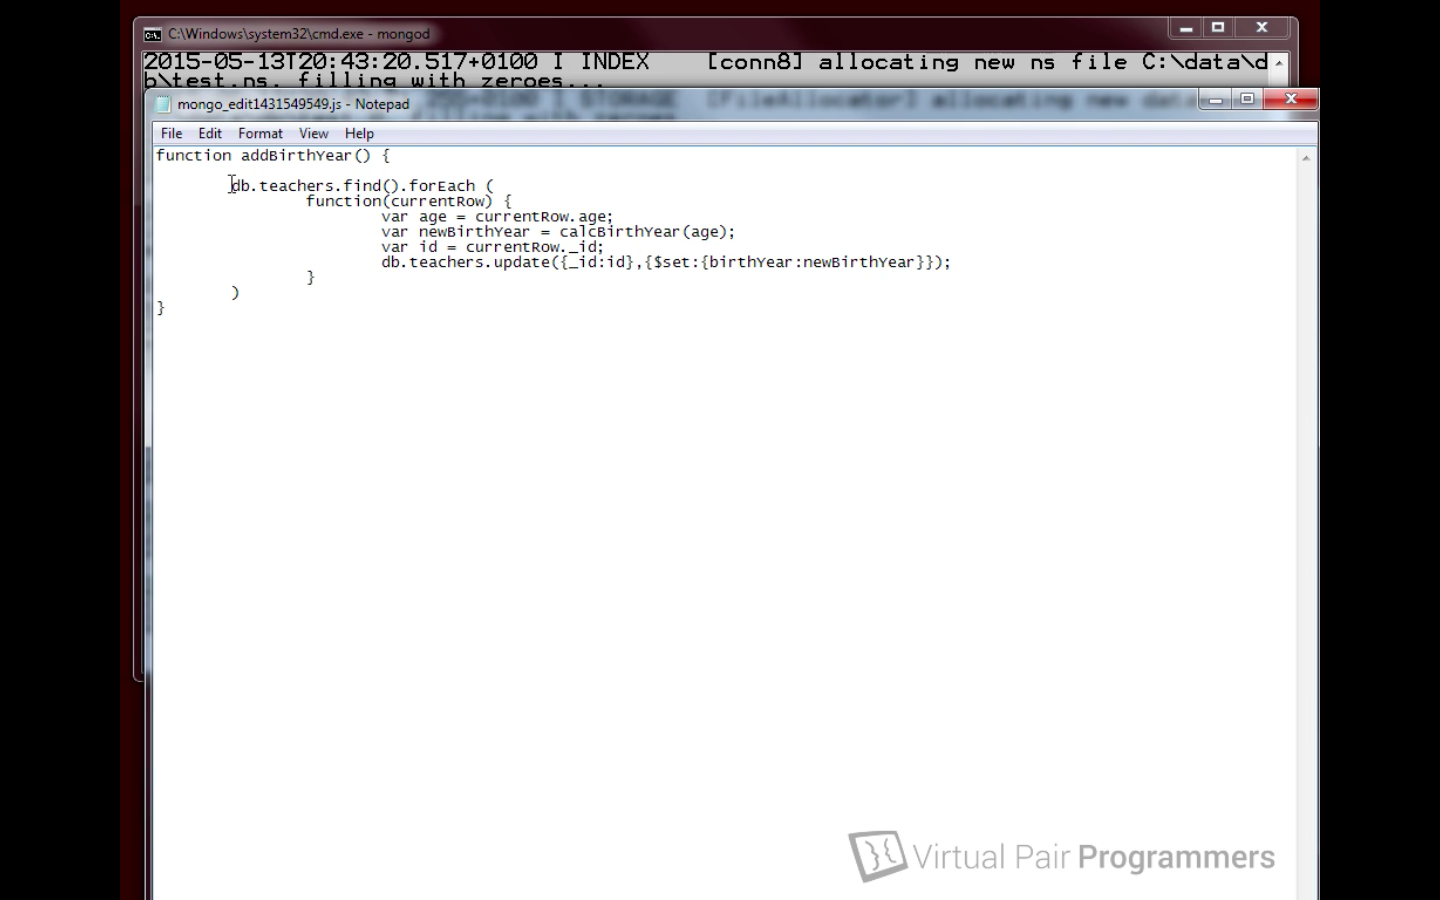 C:\Windows\system32\cmd.exe - mongod
2015-05-13T20:43:20.517+0100 I INDEX    [conn8] allocating new ns file C:\data\d
b\test.ns, filling with zeroes...
mongo_edit1431549549.js - Notepad
File Edit Format View Help
function addBirthYear() {
db.teachers.find().forEach (
function(currentRow) {
var age = currentRow.age;
var newBirthYear = calcBirthYear(age);
var id = currentRow._id;
db.teachers.update({_id:id},{$set:{birthYear:newBirthYear}});
}
)
}
Virtual Pair Programmers